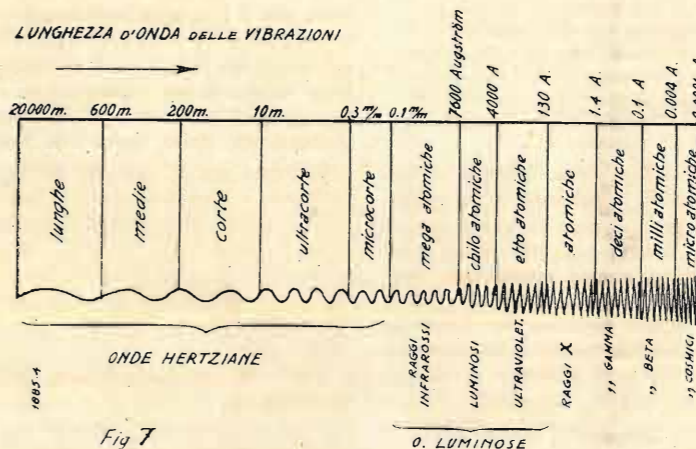 LUNGHEZZA D'ONDA DELLE VIBRAZIONI
20000m. 600m. 200m. 10m. 0,3 m/m 0.1 m/m 7600 Augström 4000 A 130 A. 1.4 A. 0.1 A. 0.004 A
lunghe medie corte ultracorte microcorte mega atomiche chilo atomiche etto atomiche atomiche deci atomiche milli atomiche micro atomiche
ONDE HERTZIANE
RAGGI INFRAROSSI
LUMINOSI
ULTRAVIOLET.
RAGGI X
,, GAMMA
,, BETA
,, COSMICI
1885.4
Fig 7
O. LUMINOSE